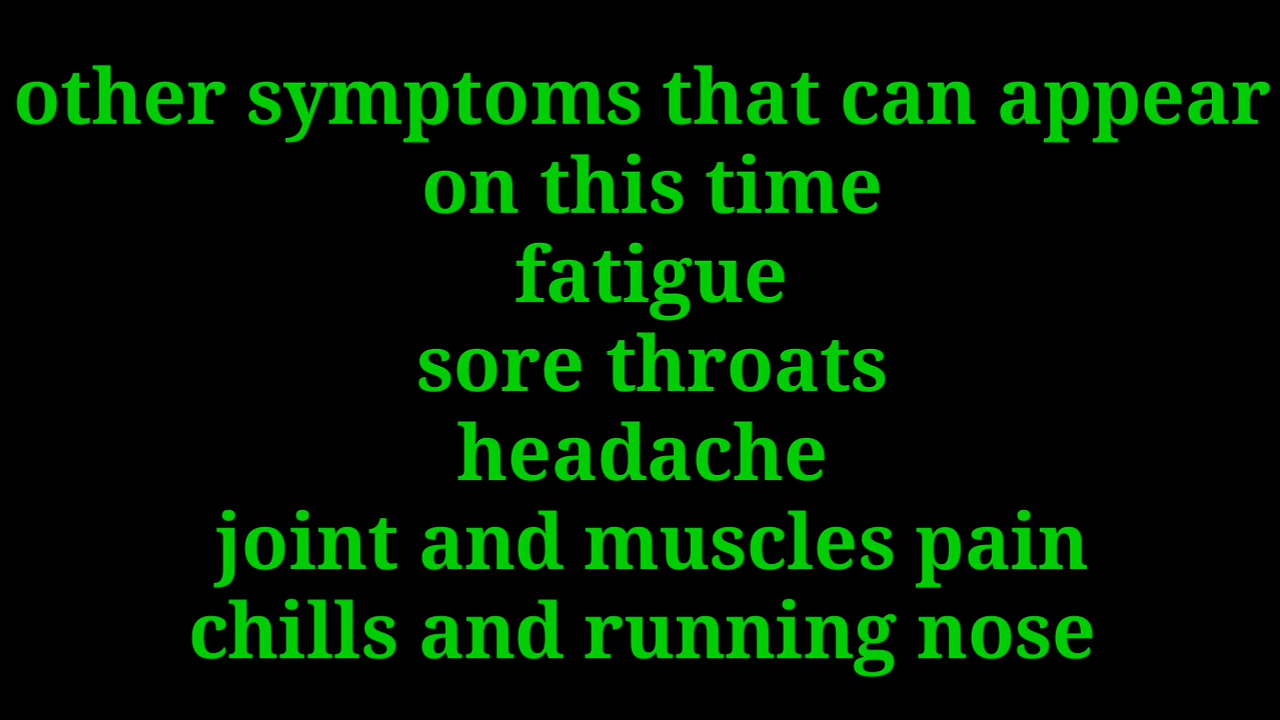 other symptoms that can appear
on this time
fatigue
sore throats
headache
joint and muscles pain
chills and running nose